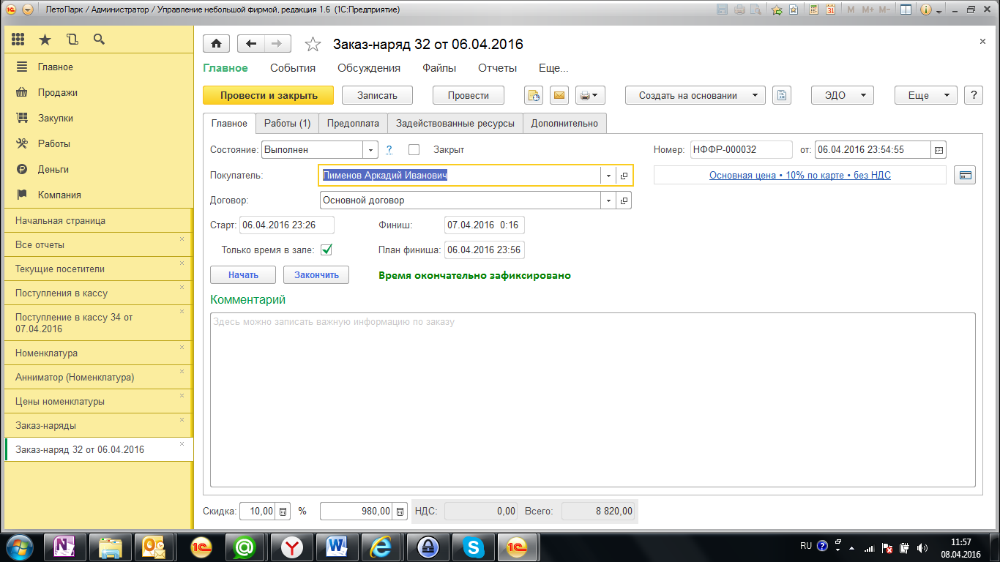 ЛетоПарк / Администратор / Управление небольшой фирмой, редакция 1.6 (1С:Предприятие)
M M+ M-
Главное
Продажи
Закупки
Работы
Деньги
Компания
Начальная страница
Все отчеты
Текущие посетители
Поступления в кассу
Поступление в кассу 34 от
07.04.2016
Номенклатура
Анниматор (Номенклатура)
Цены номенклатуры
Заказ-наряды
Заказ-наряд 32 от 06.04.2016
Заказ-наряд 32 от 06.04.2016
Главное События Обсуждения Файлы Отчеты Еще...
Провести и закрыть Записать Провести Создать на основании ЭДО Еще ?
Главное Работы (1) Предоплата Задействованные ресурсы Дополнительно
Состояние: Выполнен ? Закрыт Номер: НФФР-000032 от: 06.04.2016 23:54:55
Покупатель: Пименов Аркадий Иванович Основная цена • 10% по карте • без НДС
Договор: Основной договор
Старт: 06.04.2016 23:26 Финиш: 07.04.2016 0:16
Только время в зале: План финиша: 06.04.2016 23:56
Начать Закончить Время окончательно зафиксировано
Комментарий
Здесь можно записать важную информацию по заказу
Скидка: 10,00 % 980,00 НДС: 0,00 Всего: 8 820,00
RU 11:57
08.04.2016